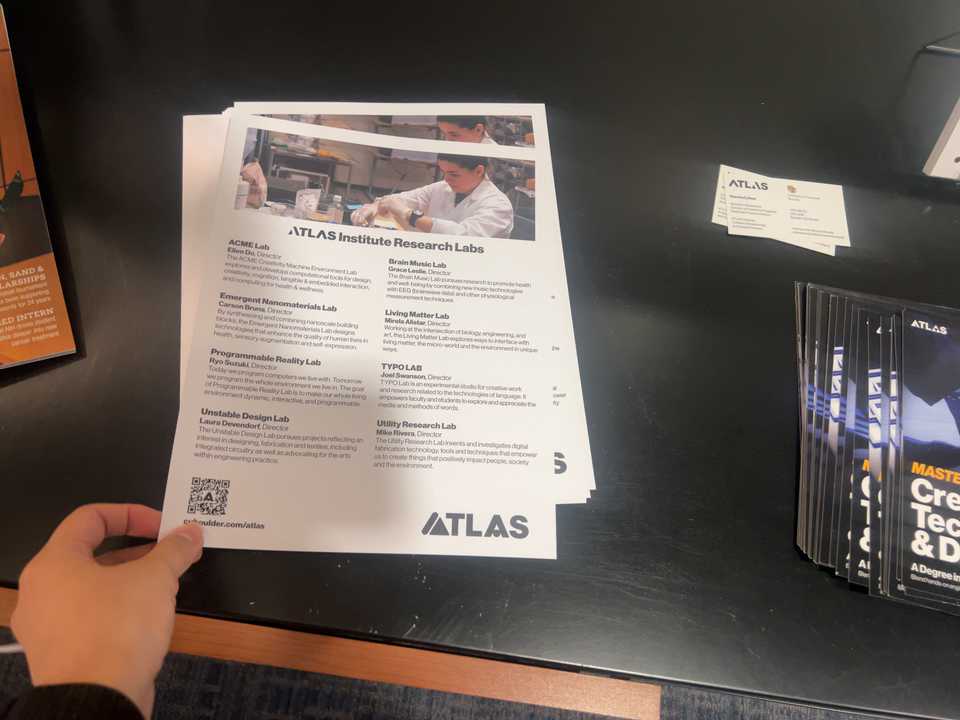 ATLAS Institute Research Labs
ACME Lab
Ellen Do, Director
The ACME Creativity Machine Environment Lab
explores and develops computational tools for design,
creativity, cognition, tangible & embedded interaction,
and computing for health & wellness.
Emergent Nanomaterials Lab
Carson Bruns, Director
By synthesizing and combining nanoscale building
blocks, the Emergent Nanomaterials Lab designs
technologies that enhance the quality of human lives in
health, sensory augmentation and self-expression.
Programmable Reality Lab
Ryo Suzuki, Director
Today we program computers we live with. Tomorrow
we program the whole environment we live in. The goal
of Programmable Reality Lab is to make our whole living
environment dynamic, interactive, and programmable.
Unstable Design Lab
Laura Devendorf, Director
The Unstable Design Lab pursues projects reflecting an
interest in designing, fabrication and textiles, including
integrated circuitry as well as advocating for the arts
within engineering practice.
Brain Music Lab
Grace Leslie, Director
The Brain Music Lab pursues research to promote health
and well-being by combining new music technologies
with EEG (brainwave data) and other physiological
measurement techniques.
Living Matter Lab
Mirela Alistar, Director
Working at the intersection of biology, engineering, and
art, the Living Matter Lab explores ways to interface with
living matter, the micro-world and the environment in unique
ways.
TYPO LAB
Joel Swanson, Director
TYPO Lab is an experimental studio for creative work
and research related to the technologies of language. It
empowers faculty and students to explore and appreciate the
media and methods of words.
Utility Research Lab
Mike Rivera, Director
The Utility Research Lab invents and investigates digital
fabrication technology, tools and techniques that empower
us to create things that positively impact people, society
and the environment.
oulder.com/atlas
ATLAS
S
N, SAND &
LARSHIPS
ED INTERN
ATLAS
ATLAS
MASTE
Cre
Tec
& D
A Degree in